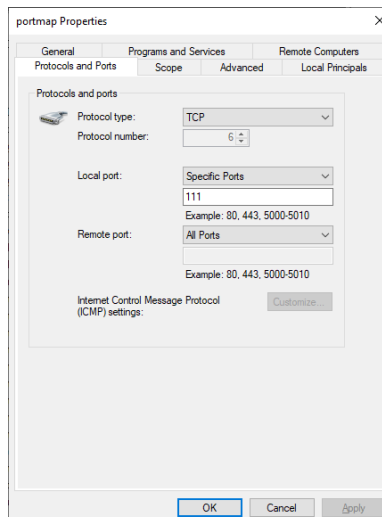 portmap Properties
General Programs and Services Remote Computers
Protocols and Ports Scope Advanced Local Principals
Protocols and ports
Protocol type: TCP
Protocol number: 6
Local port: Specific Ports
111
Example: 80, 443, 5000-5010
Remote port: All Ports
Example: 80, 443, 5000-5010
Internet Control Message Protocol
(ICMP) settings: Customize...
OK Cancel Apply